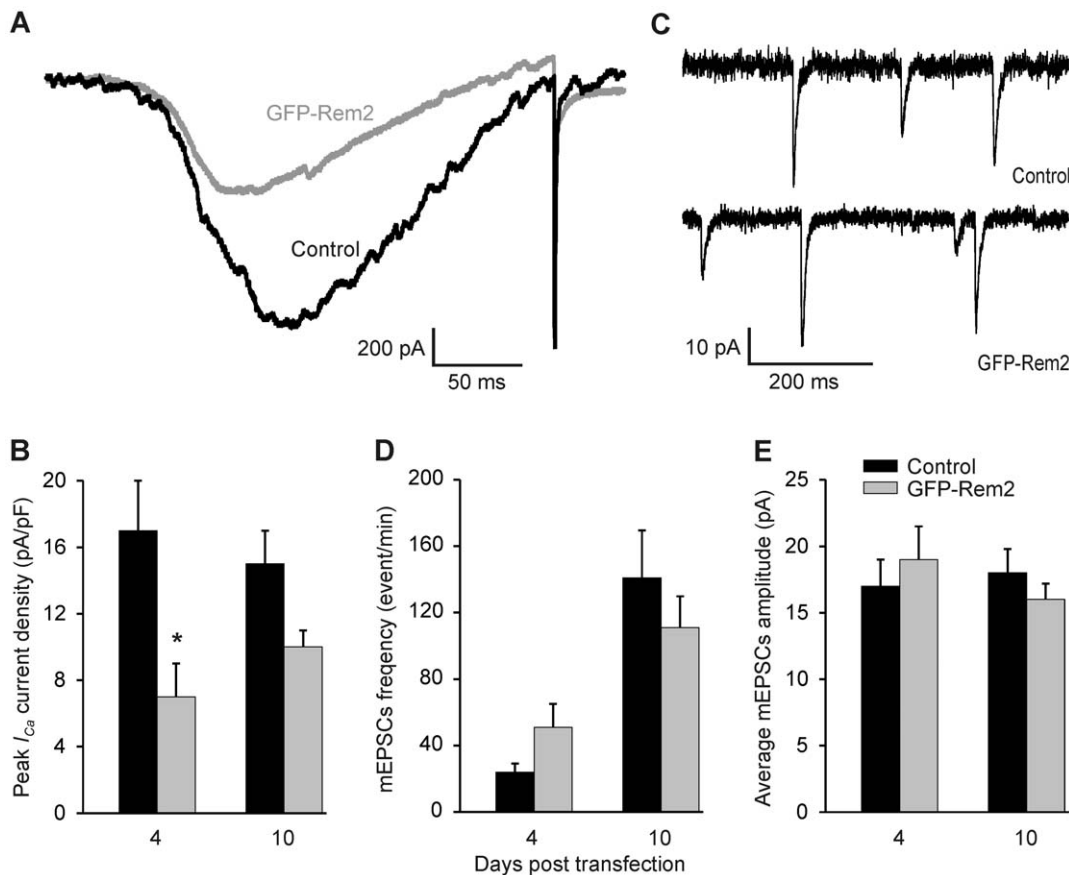 A
GFP-Rem2
Control
200 pA
50 ms
C
Control
10 pA
200 ms
GFP-Rem2
B
Peak Ica current density (pA/pF)
20
16
12
8
4
0
*
4
10
D
mEPSCs freqency (event/min)
200
160
120
80
40
0
4
10
Days post transfection
E
Control
GFP-Rem2
Average mEPSCs amplitude (pA)
25
20
15
10
5
0
4
10